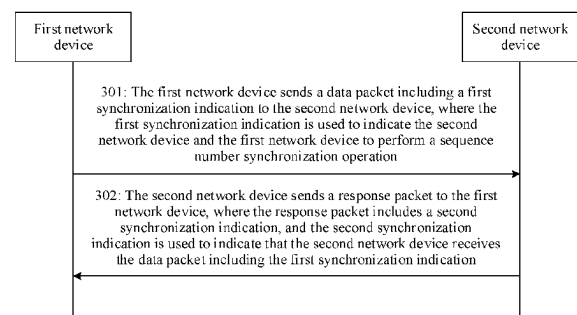 First network
device
Second network
device
301: The first network device sends a data packet including a first
synchronization indication to the second network device, where the
first synchronization indication is used to indicate the second
network device and the first network device to perform a sequence
number synchronization operation
302: The second network device sends a response packet to the first
network device, where the response packet includes a second
synchronization indication, and the second synchronization
indication is used to indicate that the second network device receives
the data packet including the first synchronization indication